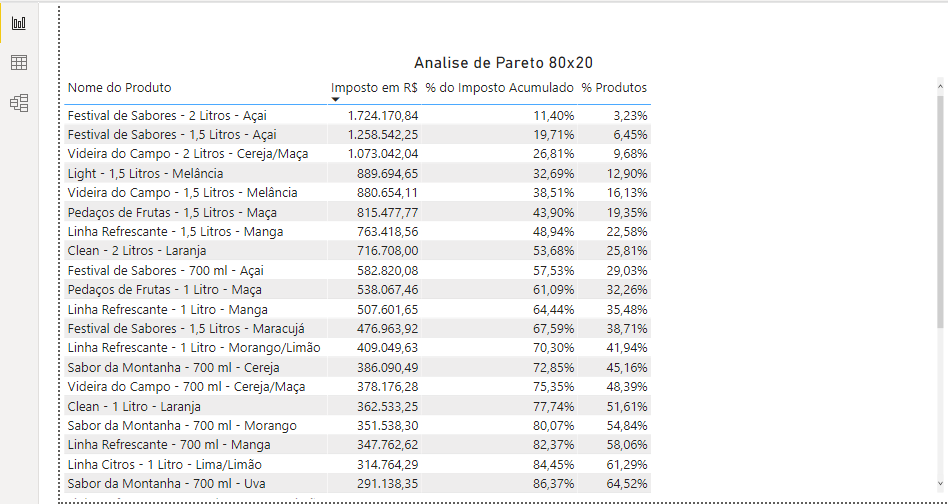 Analise de Pareto 80x20
Nome do Produto Imposto em R$ % do Imposto Acumulado % Produtos
Festival de Sabores - 2 Litros - Açai 1.724.170,84 11,40% 3,23%
Festival de Sabores - 1,5 Litros - Açai 1.258.542,25 19,71% 6,45%
Videira do Campo - 2 Litros - Cereja/Maça 1.073.042,04 26,81% 9,68%
Light - 1,5 Litros - Melância 889.694,65 32,69% 12,90%
Videira do Campo - 1,5 Litros - Melância 880.654,11 38,51% 16,13%
Pedaços de Frutas - 1,5 Litros - Maça 815.477,77 43,90% 19,35%
Linha Refrescante - 1,5 Litros - Manga 763.418,56 48,94% 22,58%
Clean - 2 Litros - Laranja 716.708,00 53,68% 25,81%
Festival de Sabores - 700 ml - Açai 582.820,08 57,53% 29,03%
Pedaços de Frutas - 1 Litro - Maça 538.067,46 61,09% 32,26%
Linha Refrescante - 1 Litro - Manga 507.601,65 64,44% 35,48%
Festival de Sabores - 1,5 Litros - Maracujá 476.963,92 67,59% 38,71%
Linha Refrescante - 1 Litro - Morango/Limão 409.049,63 70,30% 41,94%
Sabor da Montanha - 700 ml - Cereja 386.090,49 72,85% 45,16%
Videira do Campo - 700 ml - Cereja/Maça 378.176,28 75,35% 48,39%
Clean - 1 Litro - Laranja 362.533,25 77,74% 51,61%
Sabor da Montanha - 700 ml - Morango 351.538,30 80,07% 54,84%
Linha Refrescante - 700 ml - Manga 347.762,62 82,37% 58,06%
Linha Citros - 1 Litro - Lima/Limão 314.764,29 84,45% 61,29%
Sabor da Montanha - 700 ml - Uva 291.138,35 86,37% 64,52%